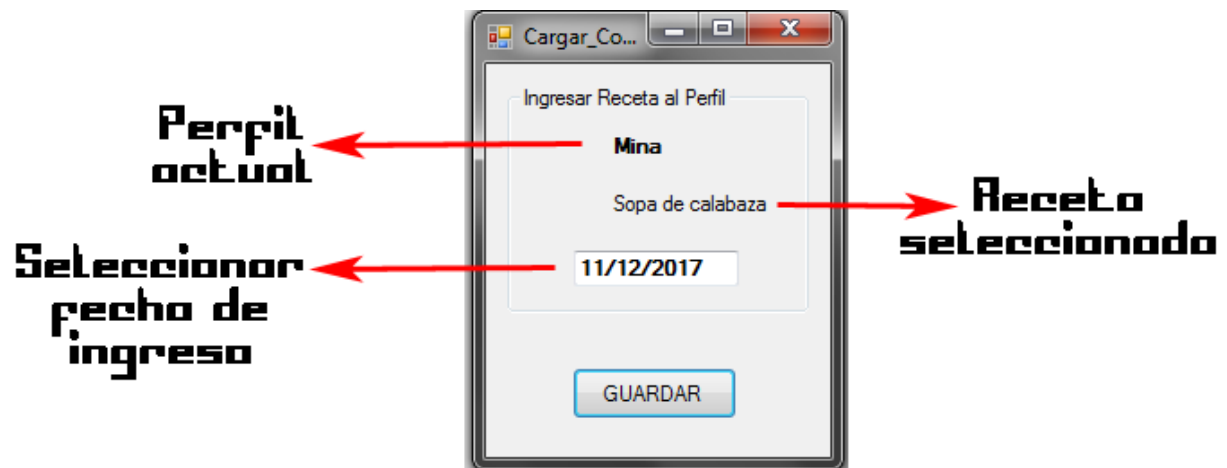 Cargar_Co...
Ingresar Receta al Perfil
Perfil
actual
Mina
Sopa de calabaza
Receta
seleccionada
Seleccionar
fecha de
ingreso
11/12/2017
GUARDAR